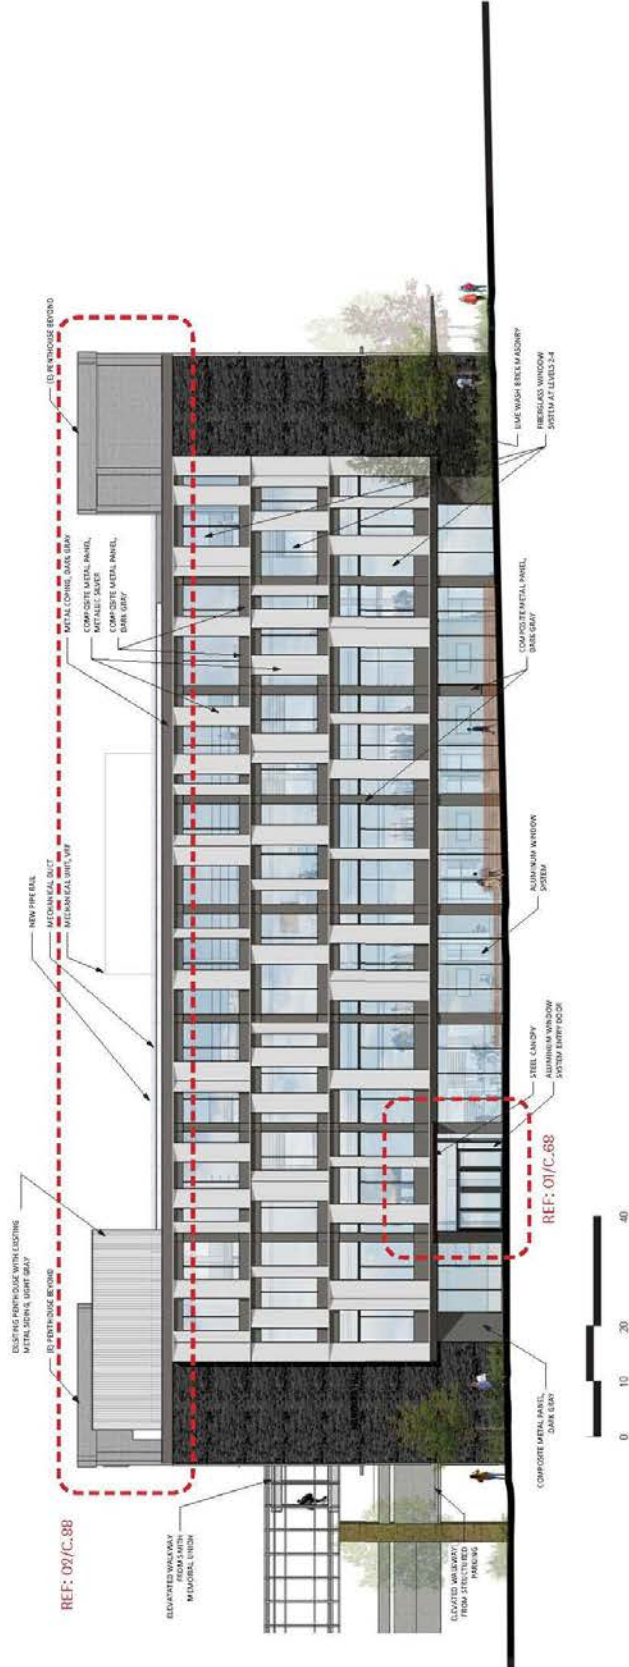 REF: 02/C.88
EXISTING PENTHOUSE WITH EXISTING
METAL SIDING, LIGHT GRAY
(E) PENTHOUSE BEYOND
NEW PIPE RAIL
MECHANICAL DUCT
MECHANICAL UNIT, VRF
METAL COPING, DARK GRAY
COMPOSITE METAL PANEL,
METALLIC SILVER
COMPOSITE METAL PANEL,
DARK GRAY
(E) PENTHOUSE BEYOND
ELEVATED WALKWAY
FROM SMITH
MEMORIAL UNION
ELEVATED WALKWAY
FROM STRUCTURED
PARKING
COMPOSITE METAL PANEL,
DARK GRAY
REF: 01/C.68
STEEL CANOPY
ALUMINUM WINDOW
SYSTEM ENTRY DOOR
ALUMINUM WINDOW
SYSTEM
COMPOSITE METAL PANEL,
DARK GRAY
LIME WASH BRICK MASONRY
FIBERGLASS WINDOW
SYSTEM AT LEVELS 2-4
0 10 20 40